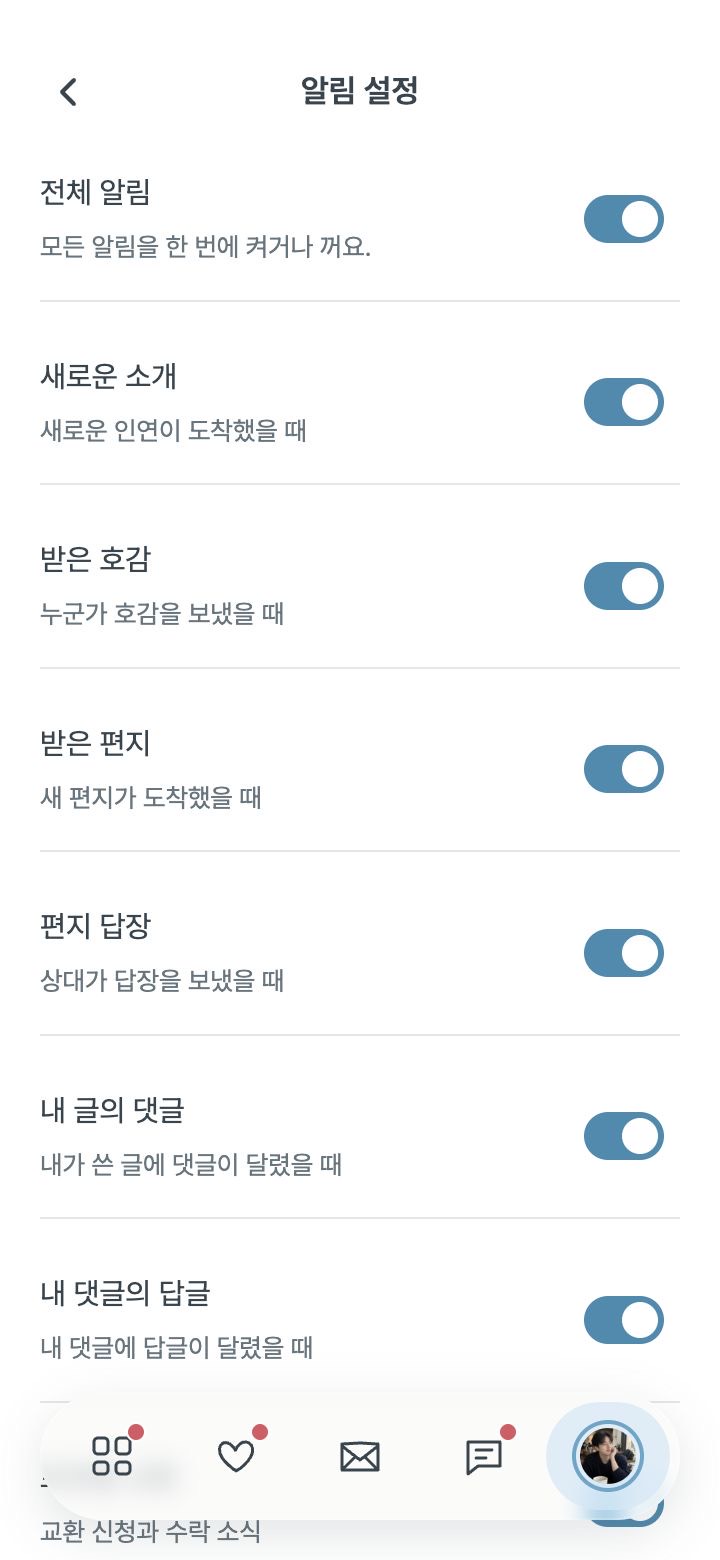 알림 설정
전체 알림
모든 알림을 한 번에 켜거나 꺼요.
새로운 소개
새로운 인연이 도착했을 때
받은 호감
누군가 호감을 보냈을 때
받은 편지
새 편지가 도착했을 때
편지 답장
상대가 답장을 보냈을 때
내 글의 댓글
내가 쓴 글에 댓글이 달렸을 때
내 댓글의 답글
내 댓글에 답글이 달렸을 때
교환 신청과 수락 소식